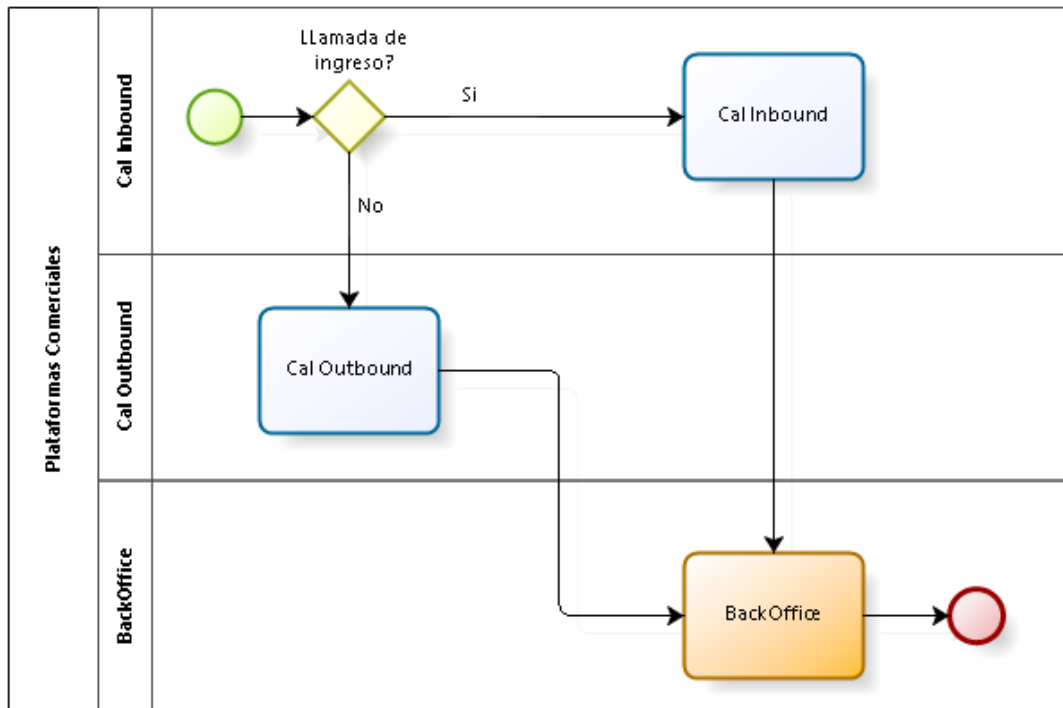 Plataformas Comerciales
Cal Inbound
LLamada de
ingreso?
Si
No
Cal Inbound
Cal Outbound
Cal Outbound
BackOffice
BackOffice